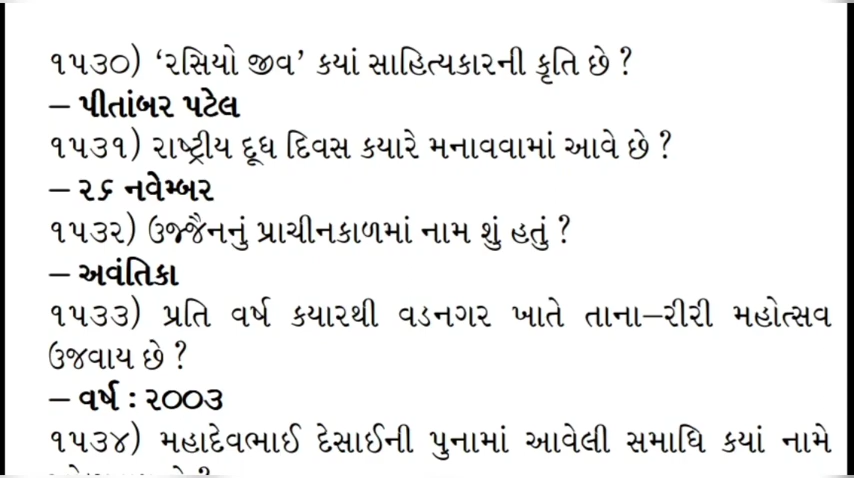 ૧૫૩૦) ‘રસિયો જીવ’ કયાં સાહિત્યકારની કૃતિ છે ?
– પીતાંબર પટેલ
૧૫૩૧) રાષ્ટ્રીય દૂધ દિવસ કયારે મનાવવામાં આવે છે ?
– ૨૬ નવેમ્બર
૧૫૩૨) ઉજ્જૈનનું પ્રાચીનકાળમાં નામ શું હતું ?
– અવંતિકા
૧૫૩૩) પ્રતિ વર્ષ કયારથી વડનગર ખાતે તાના–રીરી મહોત્સવ
ઉજવાય છે ?
– વર્ષ : ૨૦૦૩
૧૫૩૪) મહાદેવભાઈ દેસાઈની પુનામાં આવેલી સમાધિ કયાં નામે